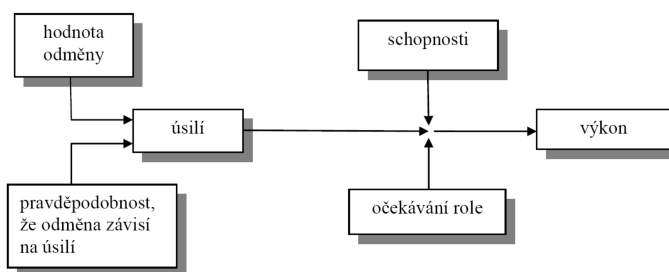 hodnota
odměny
schopnosti
úsilí
výkon
pravděpodobnost,
že odměna závisí
na úsilí
očekávání role